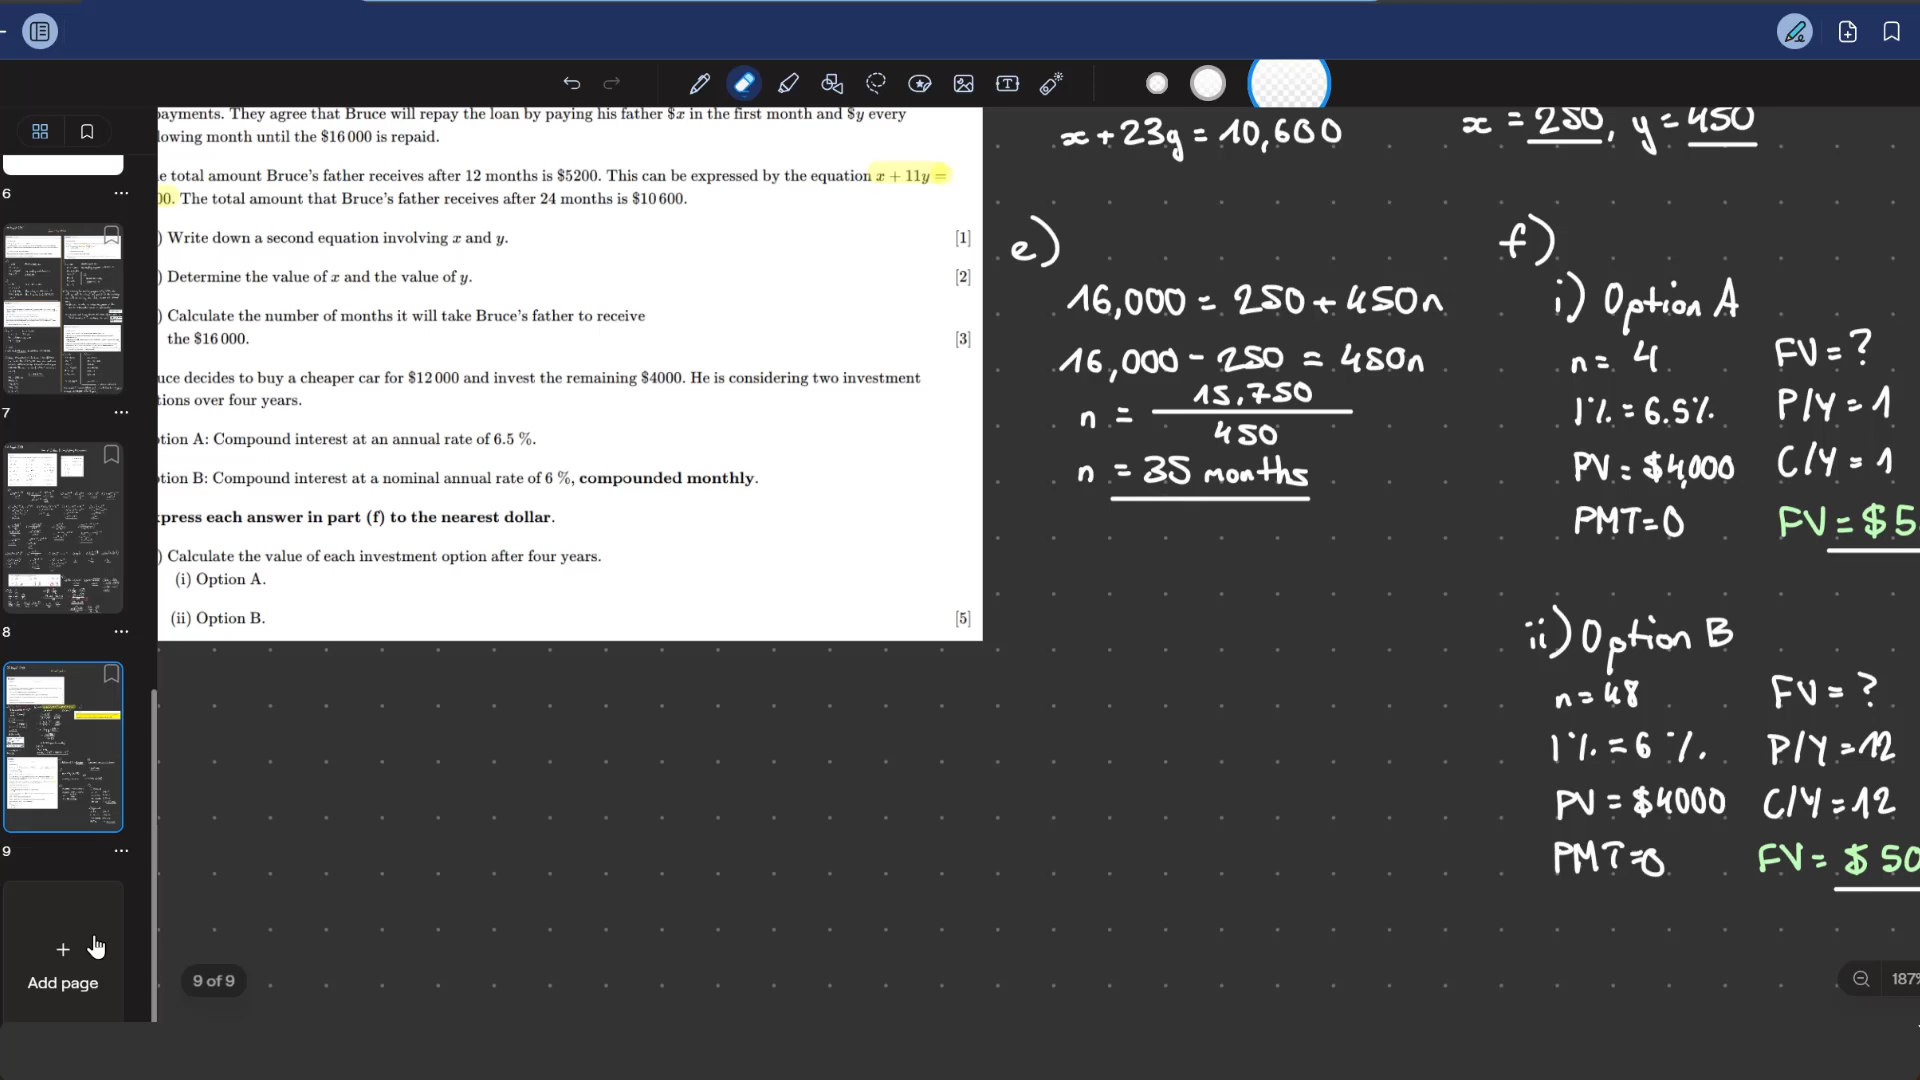 6
7
8
9
+
Add page
9 of 9
payments. They agree that Bruce will repay the loan by paying his father $x in the first month and $y every
lowing month until the $16 000 is repaid.
e total amount Bruce's father receives after 12 months is $5200. This can be expressed by the equation x + 11y =
00. The total amount that Bruce's father receives after 24 months is $10 600.
) Write down a second equation involving x and y. [1]
) Determine the value of x and the value of y. [2]
) Calculate the number of months it will take Bruce's father to receive
the $16 000. [3]
uce decides to buy a cheaper car for $12 000 and invest the remaining $4000. He is considering two investment
tions over four years.
tion A: Compound interest at an annual rate of 6.5 %.
tion B: Compound interest at a nominal annual rate of 6 %, compounded monthly.
xpress each answer in part (f) to the nearest dollar.
) Calculate the value of each investment option after four years.
(i) Option A.
(ii) Option B. [5]
x + 23y = 10,600
x = 250, y = 450
e)
16,000 = 250 + 450n
16,000 - 250 = 450n
n = 15,750
450
n = 35 months
f)
i) Option A
n = 4 FV = ?
I% = 6.5% P/Y = 1
PV = $4,000 C/Y = 1
PMT = 0 FV = $5
ii) Option B
n = 48 FV = ?
I% = 6% P/Y = 12
PV = $4000 C/Y = 12
PMT = 0 FV = $50
187%